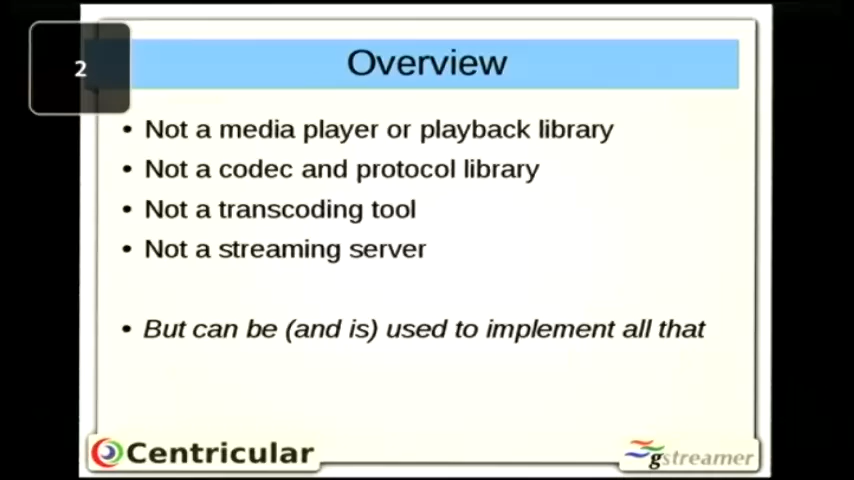 2
Overview
• Not a media player or playback library
• Not a codec and protocol library
• Not a transcoding tool
• Not a streaming server
• But can be (and is) used to implement all that
Centricular
gstreamer